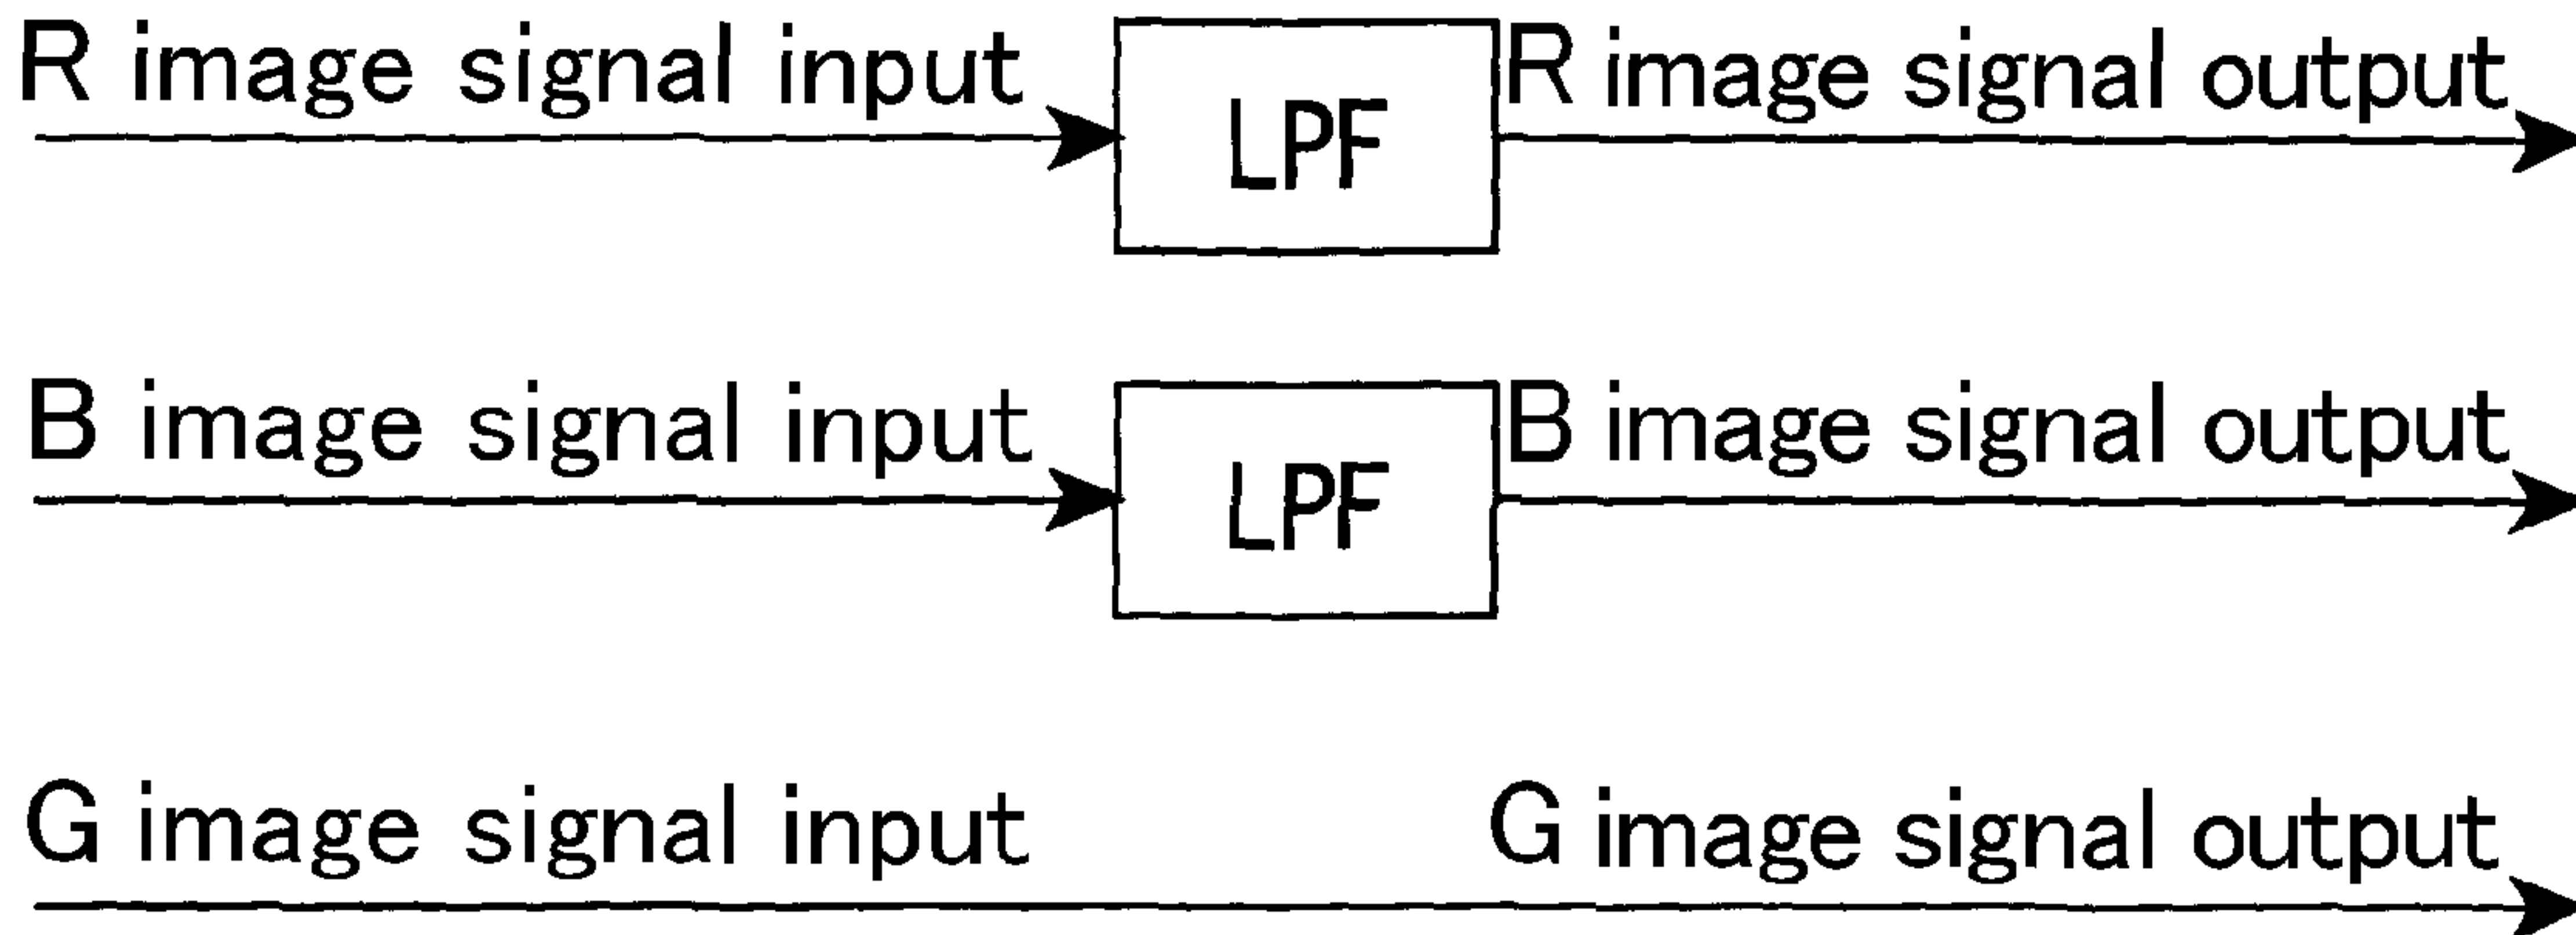 R image signal input
LPF
R image signal output
B image signal input
LPF
B image signal output
G image signal input
G image signal output